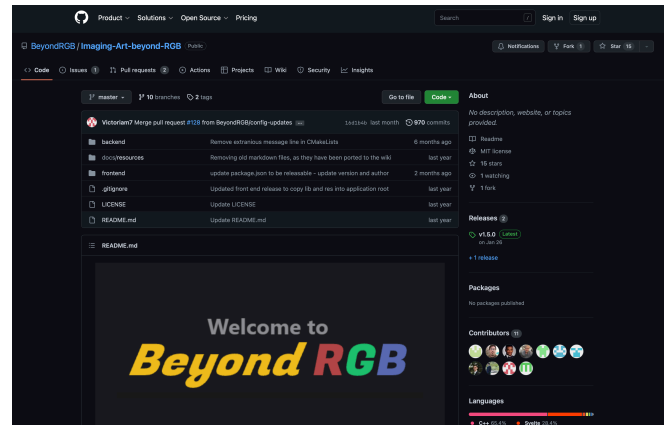 Product Solutions Open Source Pricing
Search /
Sign in Sign up
BeyondRGB / Imaging-Art-beyond-RGB Public
Notifications Fork 1 Star 15
Code Issues 1 Pull requests 2 Actions Projects Wiki Security Insights
master 10 branches 2 tags Go to file Code
Victoriam7 Merge pull request #128 from BeyondRGB/config-updates ... last month 970 commits
backend Remove extranious message line in CMakeLists 6 months ago
docs/resources Removing old markdown files, as they have been ported to the wiki last year
frontend update package.json to be releasable - update version and author 2 months ago
.gitignore Updated front end release to copy lib and res into application root last year
LICENSE Update LICENSE last year
README.md Update README.md last year
README.md
Welcome to
Beyond RGB
About
No description, website, or topics
provided.
Readme
MIT license
15 stars
1 watching
1 fork
Releases 2
v1.5.0 Latest
on Jan 26
+ 1 release
Packages
No packages published
Contributors 11
Languages
C++ 65.4% Svelte 28.4%